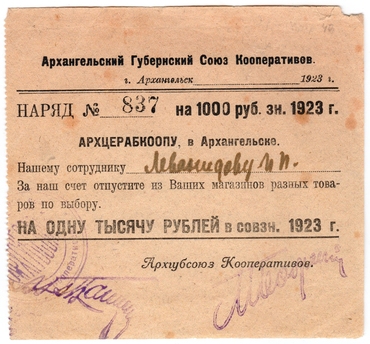 Архангельский Губернский Союз Кооперативов.
г. Архангельск 1923 г.
НАРЯД № 837 на 1000 руб. зн. 1923 г.
АРХЦЕРАБКООПУ, в Архангельске.
Нашему сотруднику
За наш счет отпустите из Ваших магазинов разных това-
ров по выбору.
НА ОДНУ ТЫСЯЧУ РУБЛЕЙ в совзн. 1923 г.
Архгубсоюз Кооперативов.